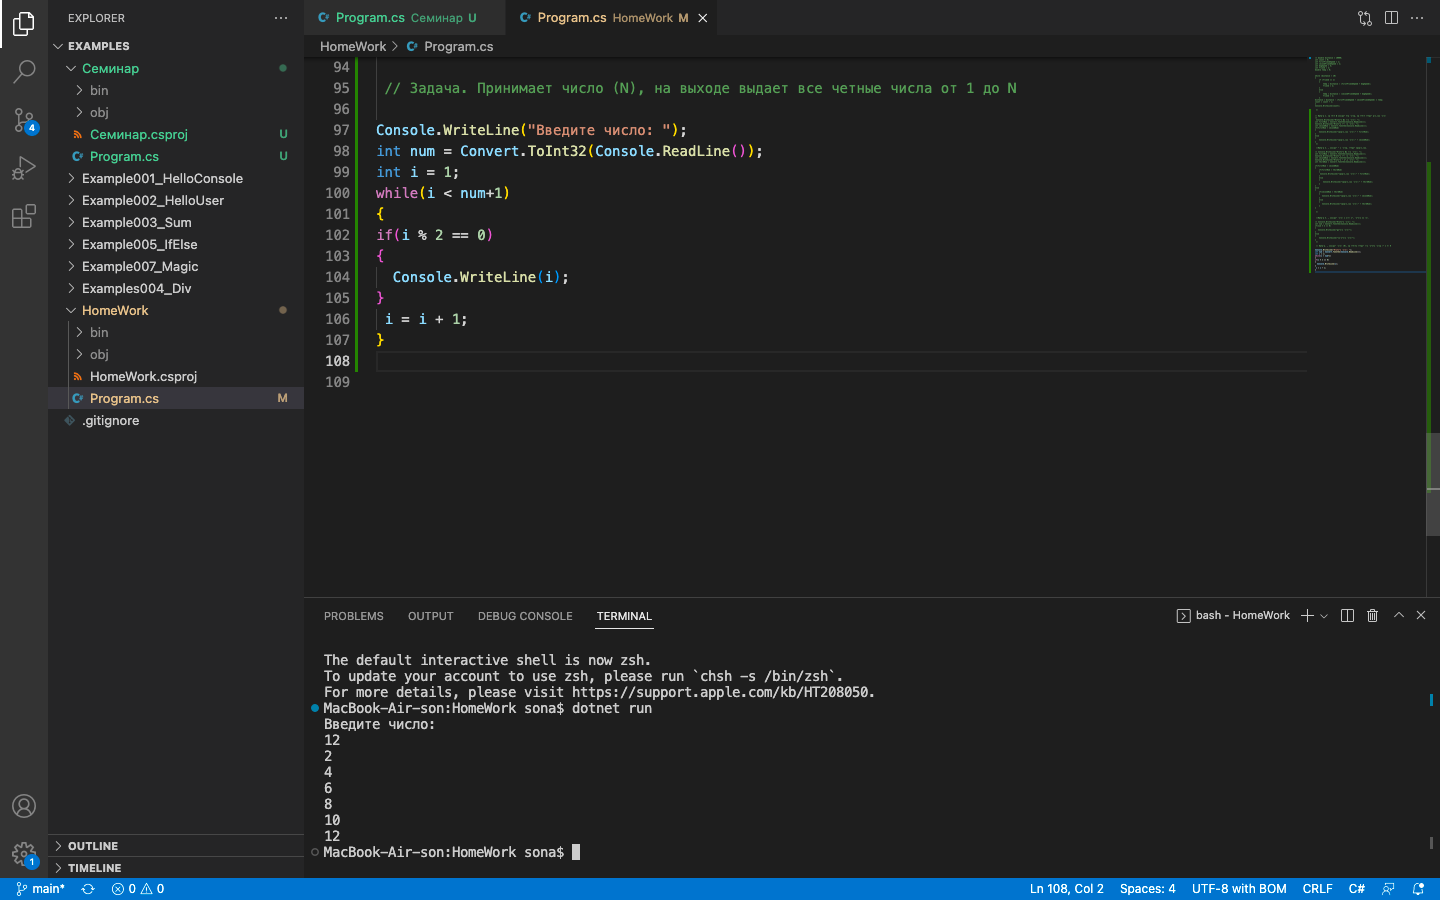 EXPLORER
EXAMPLES
Семинар
bin
obj
Семинар.csproj U
Program.cs U
Example001_HelloConsole
Example002_HelloUser
Example003_Sum
Example005_IfElse
Example007_Magic
Examples004_Div
HomeWork
bin
obj
HomeWork.csproj
Program.cs M
.gitignore
OUTLINE
TIMELINE
4
1
Program.cs Семинар U
Program.cs HomeWork M
HomeWork > Program.cs
94
95 // Задача. Принимает число (N), на выходе выдает все четные числа от 1 до N
96
97 Console.WriteLine("Введите число: ");
98 int num = Convert.ToInt32(Console.ReadLine());
99 int i = 1;
100 while(i < num+1)
101 {
102 if(i % 2 == 0)
103 {
104 Console.WriteLine(i);
105 }
106 i = i + 1;
107 }
108
109
PROBLEMS OUTPUT DEBUG CONSOLE TERMINAL
bash - HomeWork
The default interactive shell is now zsh.
To update your account to use zsh, please run `chsh -s /bin/zsh`.
For more details, please visit https://support.apple.com/kb/HT208050.
MacBook-Air-son:HomeWork sona$ dotnet run
Введите число:
12
2
4
6
8
10
12
MacBook-Air-son:HomeWork sona$
main* 0 0 Ln 108, Col 2 Spaces: 4 UTF-8 with BOM CRLF C#